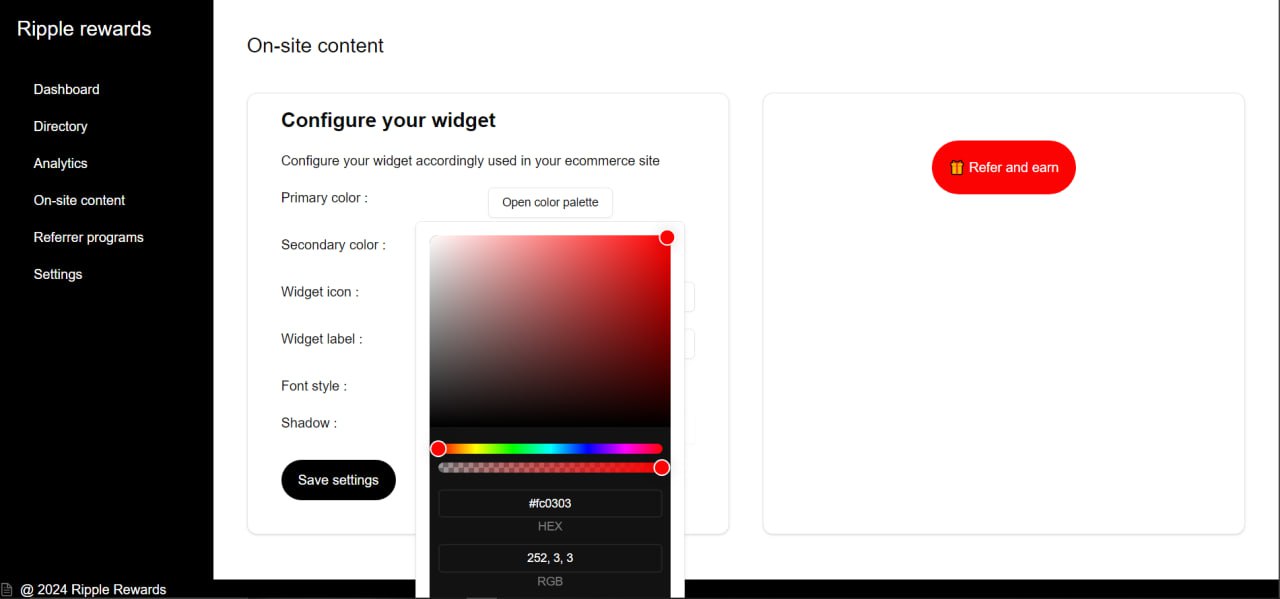 Ripple rewards
Dashboard
Directory
Analytics
On-site content
Referrer programs
Settings
@ 2024 Ripple Rewards
On-site content
Configure your widget
Configure your widget accordingly used in your ecommerce site
Primary color :
Open color palette
Secondary color :
Widget icon :
Widget label :
Font style :
Shadow :
Save settings
#fc0303
HEX
252, 3, 3
RGB
Refer and earn